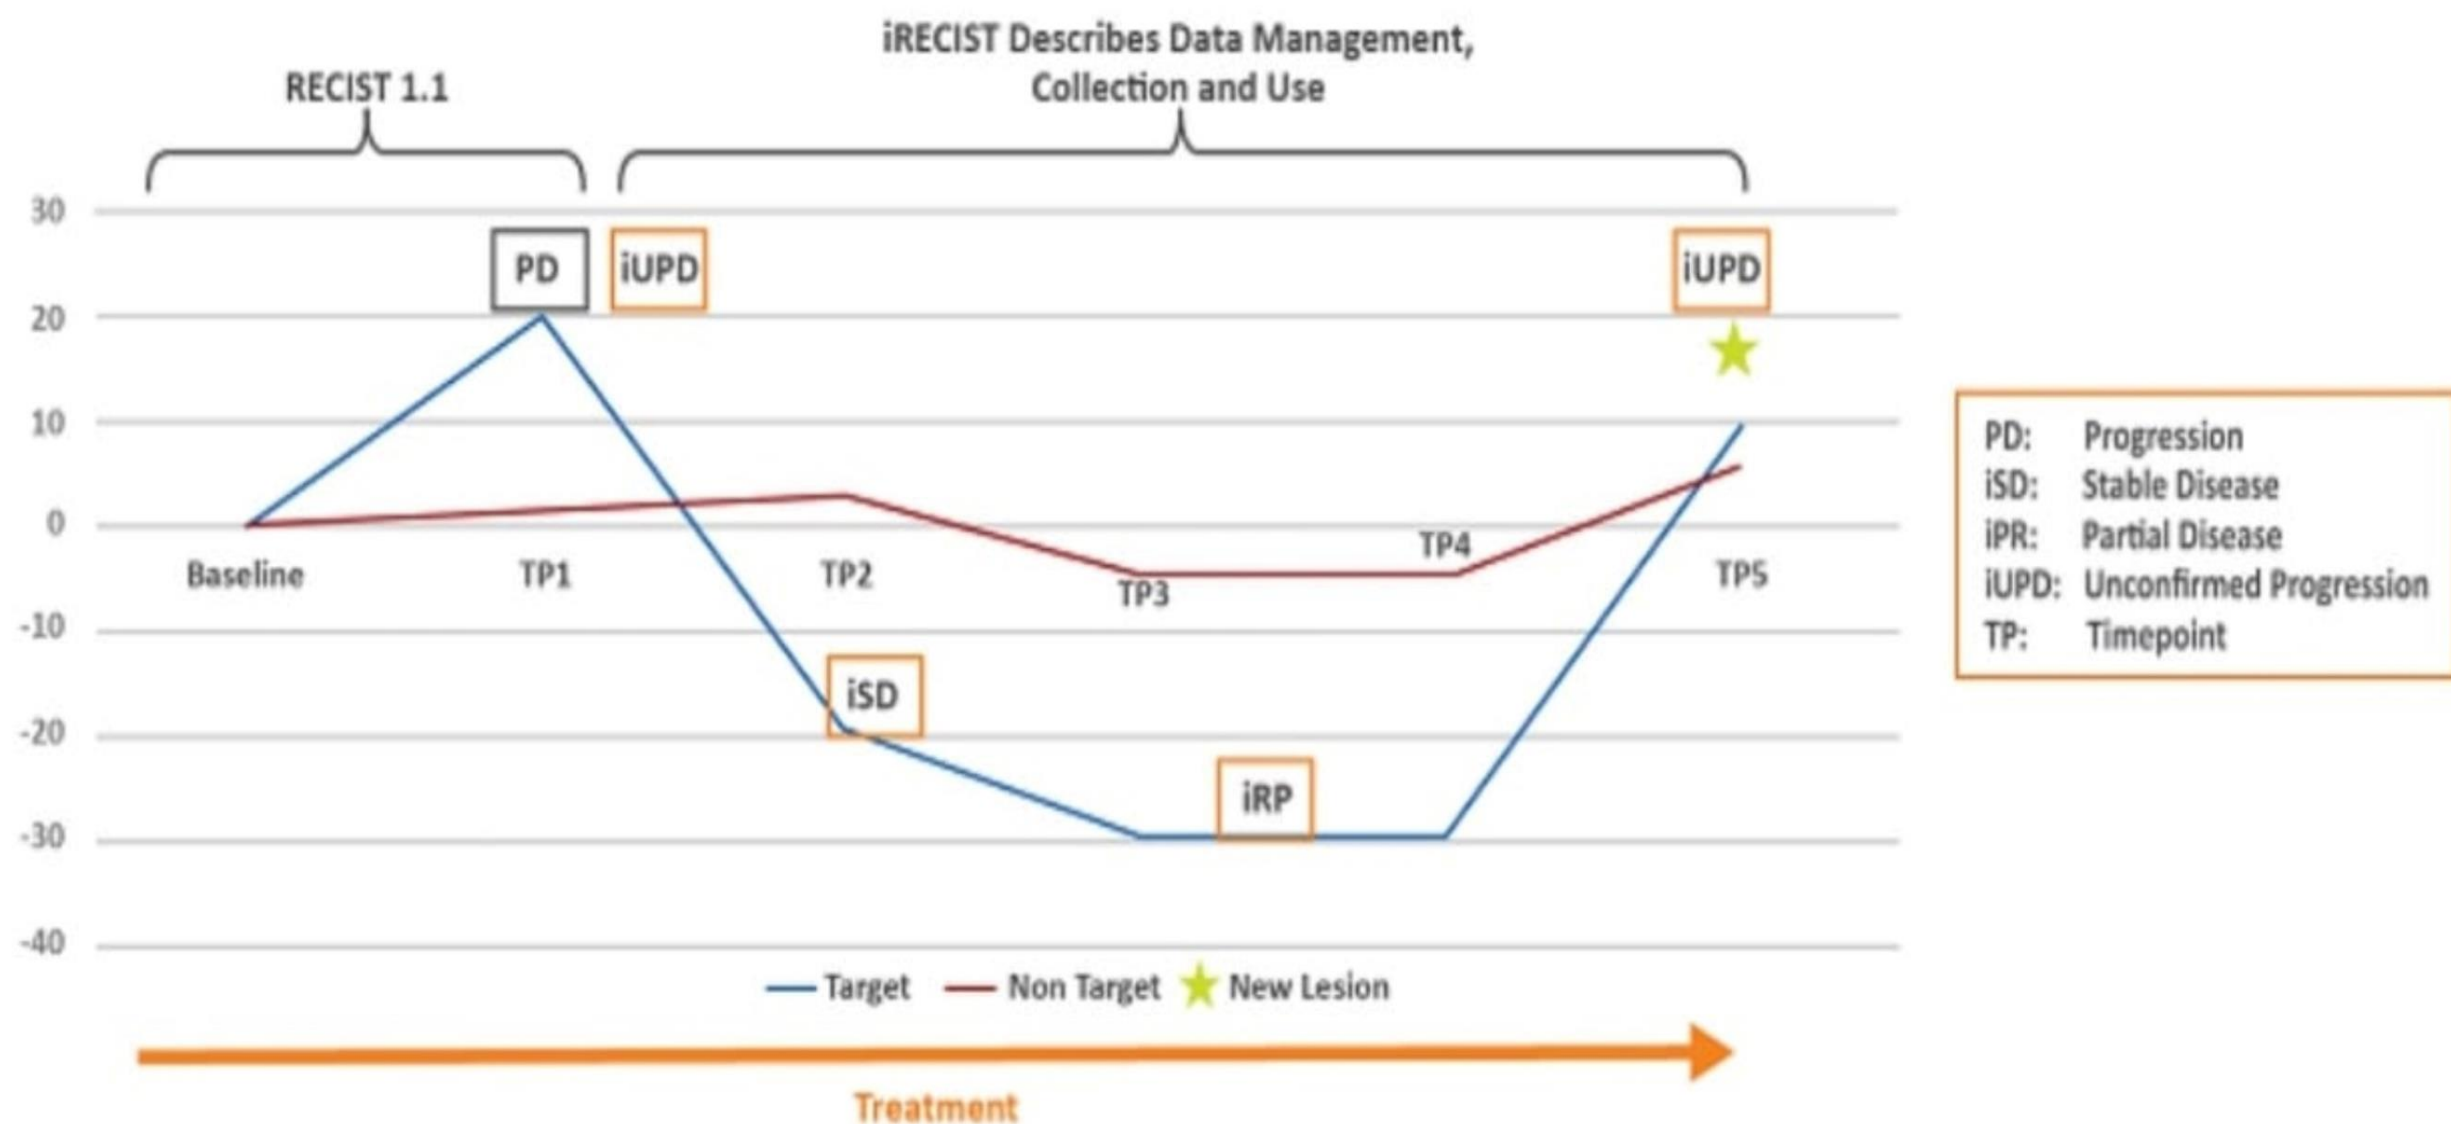 iRECIST Describes Data Management,
Collection and Use
RECIST 1.1
30
PD
iUPD
iUPD
20
10
0
Baseline
TP1
TP2
TP3
TP4
TP5
-10
iSD
-20
iRP
-30
-40
PD: Progression
iSD: Stable Disease
iPR: Partial Disease
iUPD: Unconfirmed Progression
TP: Timepoint
Target
Non Target
New Lesion
Treatment